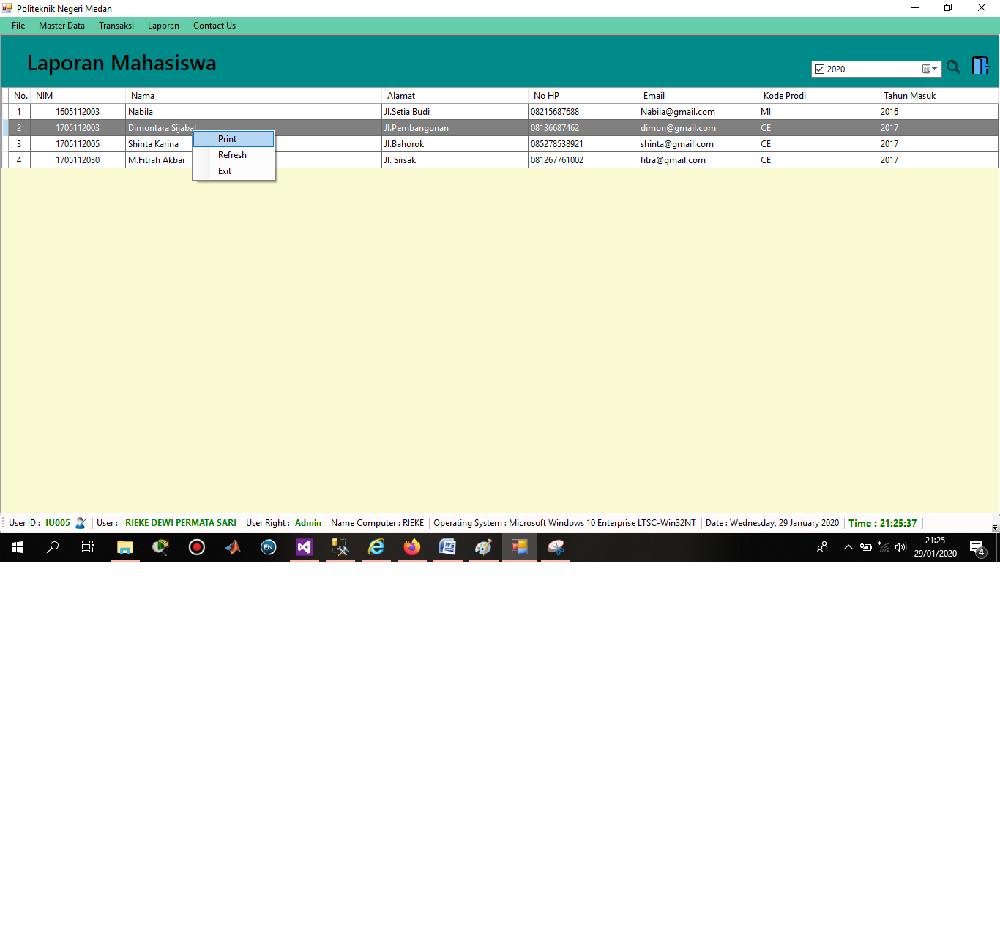 Politeknik Negeri Medan
File Master Data Transaksi Laporan Contact Us
Laporan Mahasiswa
2020
No. NIM Nama Alamat No HP Email Kode Prodi Tahun Masuk
1 1605112003 Nabila Jl.Setia Budi 08215687688 Nabila@gmail.com MI 2016
2 1705112003 Dimontara Sijabat Jl.Pembangunan 08136687462 dimon@gmail.com CE 2017
3 1705112005 Shinta Karina Jl.Bahorok 085278538921 shinta@gmail.com CE 2017
4 1705112030 M.Fitrah Akbar Jl. Sirsak 081267761002 fitra@gmail.com CE 2017
Print
Refresh
Exit
User ID : IU005 User : RIEKE DEWI PERMATA SARI User Right : Admin Name Computer : RIEKE Operating System : Microsoft Windows 10 Enterprise LTSC-Win32NT Date : Wednesday, 29 January 2020 Time : 21:25:37
EN
21:25
29/01/2020
4